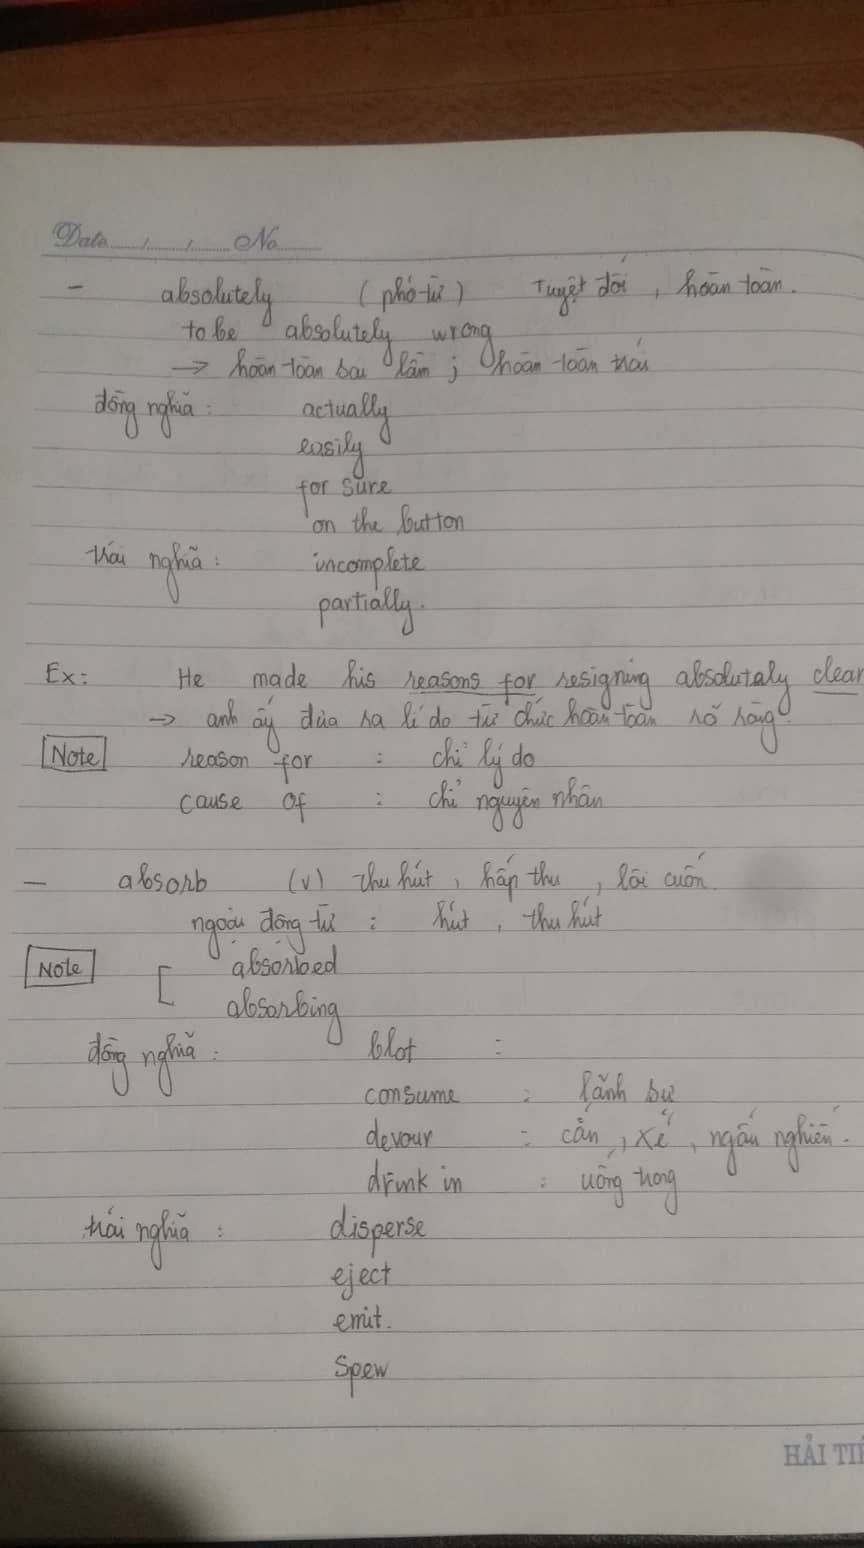 Date......./......./....... No.......
- absolutely (phó từ) Tuyệt đối, hoàn toàn.
to be absolutely wrong
→ hoàn toàn sai lầm; hoàn toàn trái
đồng nghĩa: actually
easily
for sure
on the button
trái nghĩa: incomplete
partially.
Ex: He made his reasons for resigning absolutaly clear
→ anh ấy đưa ra lí do từ chức hoàn toàn rõ ràng.
Note reason for : chỉ lý do
cause of : chỉ nguyên nhân
- absorb (v) thu hút, hấp thu, lôi cuốn.
ngoại động từ : hút, thu hút
Note [ absorbed
absorbing
đồng nghĩa: blot :
consume : lãnh sự
devour : cắn, xé, ngấu nghiến.
drink in : uống trong
trái nghĩa : disperse
eject
emit.
spew
HẢI TI